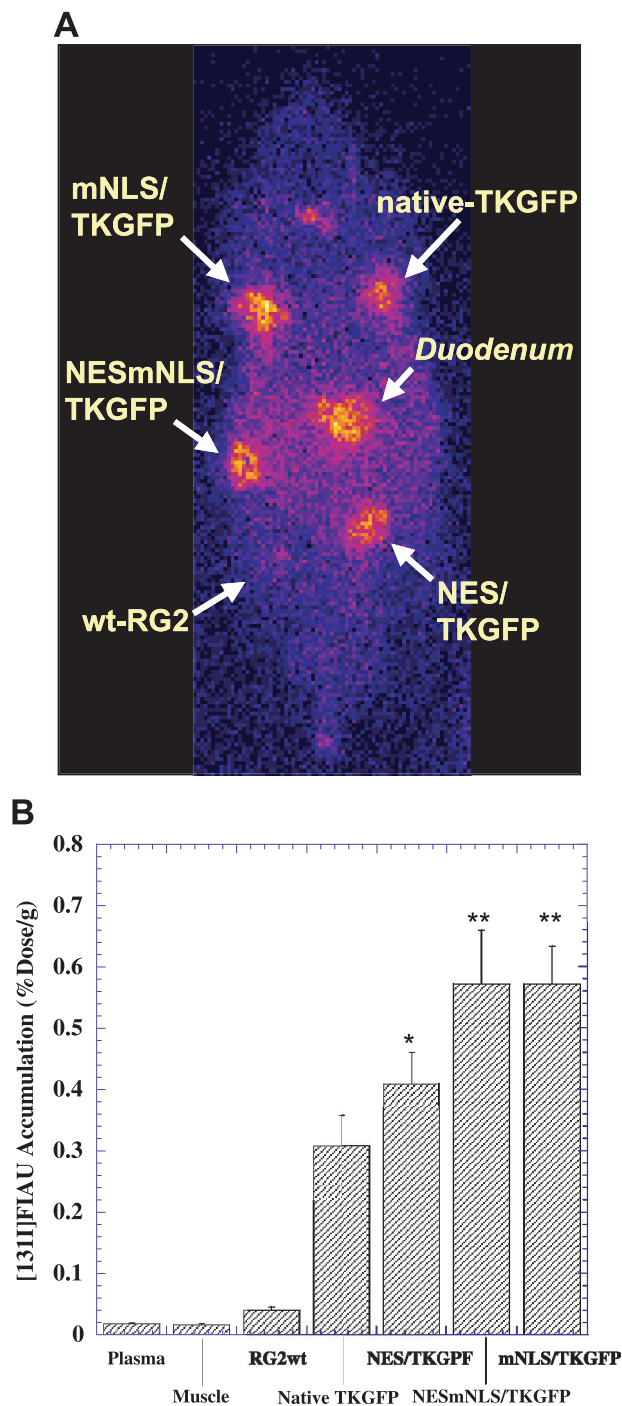 A
mNLS/
TKGFP
native-TKGFP
Duodenum
NESmNLS/
TKGFP
wt-RG2
NES/
TKGFP
B
[131I]FIAU Accumulation (%Dose/g)
0.8
0.7
0.6
0.5
0.4
0.3
0.2
0.1
0
*
**
**
Plasma
RG2wt
NES/TKGPF
mNLS/TKGFP
Muscle
Native TKGFP
NESmNLS/TKGFP